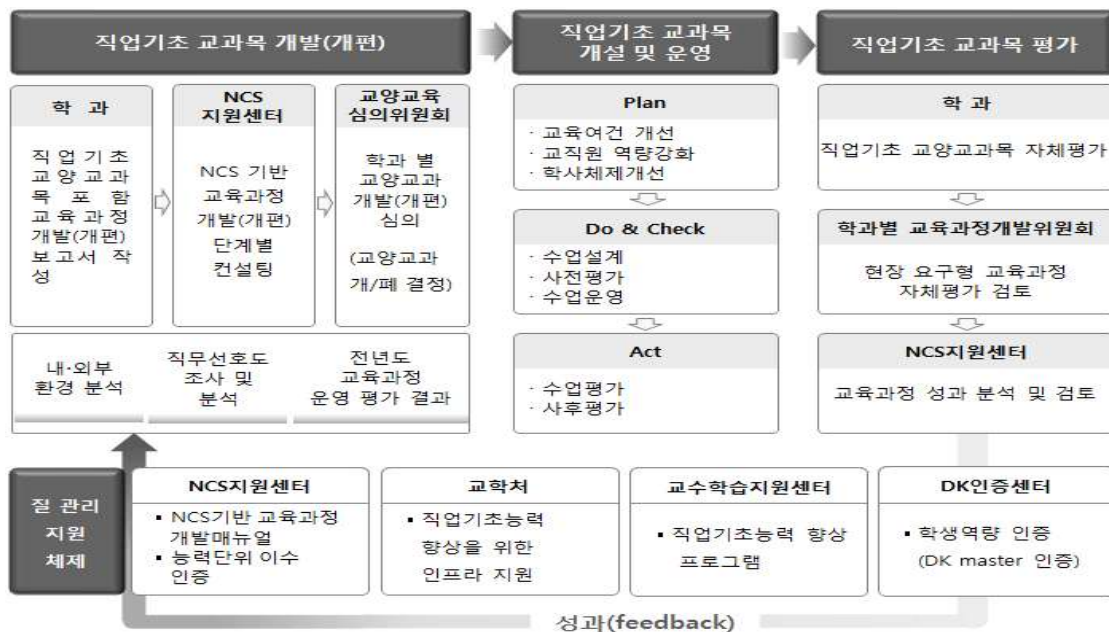 직업기초 교과목 개발(개편)
직업기초 교과목
개설 및 운영
직업기초 교과목 평가
학 과
직 업 기 초
교 양 교 과
목 포 함
교 육 과 정
개발(개편)
보고서 작
성
NCS
지원센터
NCS 기반
교육과정
개발(개편)
단계별
컨설팅
교양교육
심의위원회
학과 별
교양교과
개발(개편)
심의
(교양교과
개/폐 결정)
내·외부
환경 분석
직무선호도
조사 및
분석
전년도
교육과정
운영 평가 결과
Plan
· 교육여건 개선
· 교직원 역량강화
· 학사체제개선
Do & Check
· 수업설계
· 사전평가
· 수업운영
Act
· 수업평가
· 사후평가
학 과
직업기초 교양교과목 자체평가
학과별 교육과정개발위원회
현장 요구형 교육과정
자체평가 검토
NCS지원센터
교육과정 성과 분석 및 검토
질 관리
지원
체제
NCS지원센터
▪ NCS기반 교육과정
개발매뉴얼
▪ 능력단위 이수
인증
교학처
▪ 직업기초능력
향상을 위한
인프라 지원
교수학습지원센터
▪ 직업기초능력 향상
프로그램
DK인증센터
▪ 학생역량 인증
(DK master 인증)
성과(feedback)